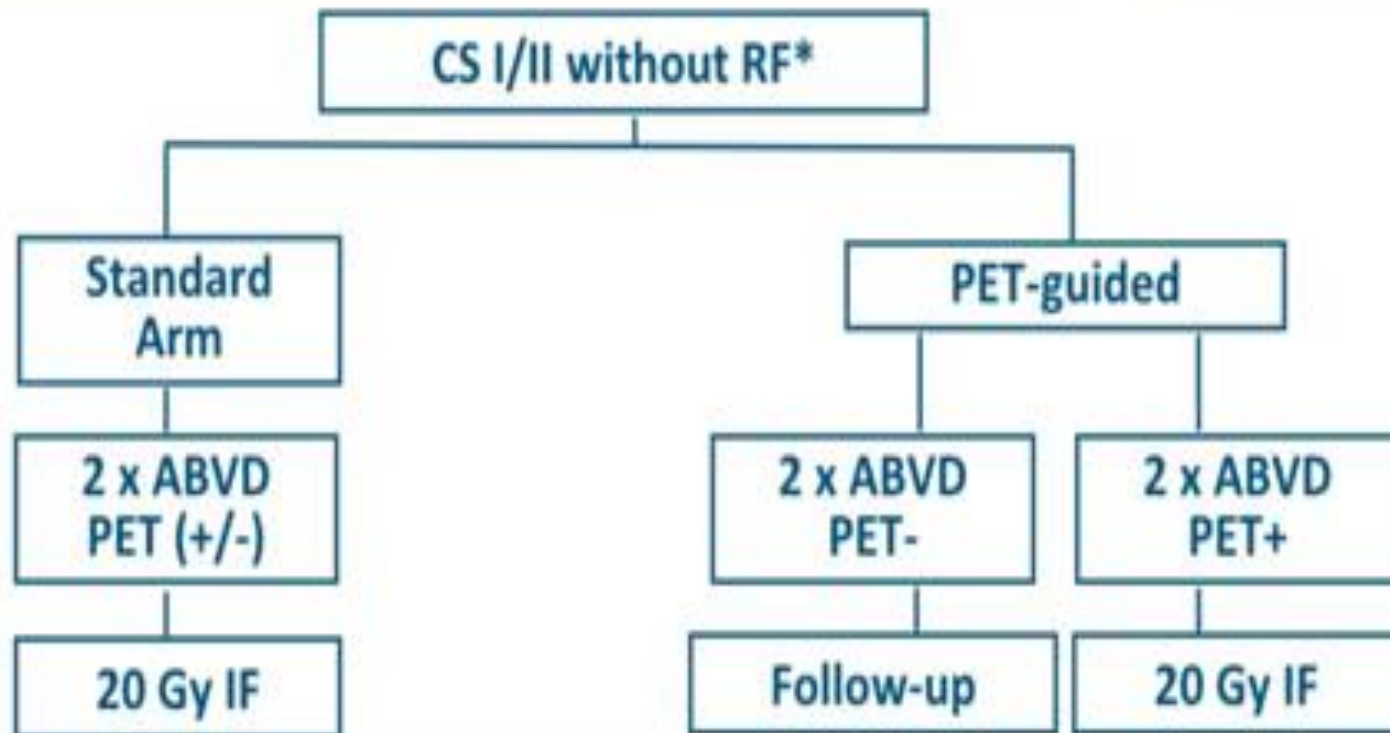 CS I/II without RF*
Standard
Arm
PET-guided
2 x ABVD
PET (+/-)
2 x ABVD
PET-
2 x ABVD
PET+
20 Gy IF
Follow-up
20 Gy IF